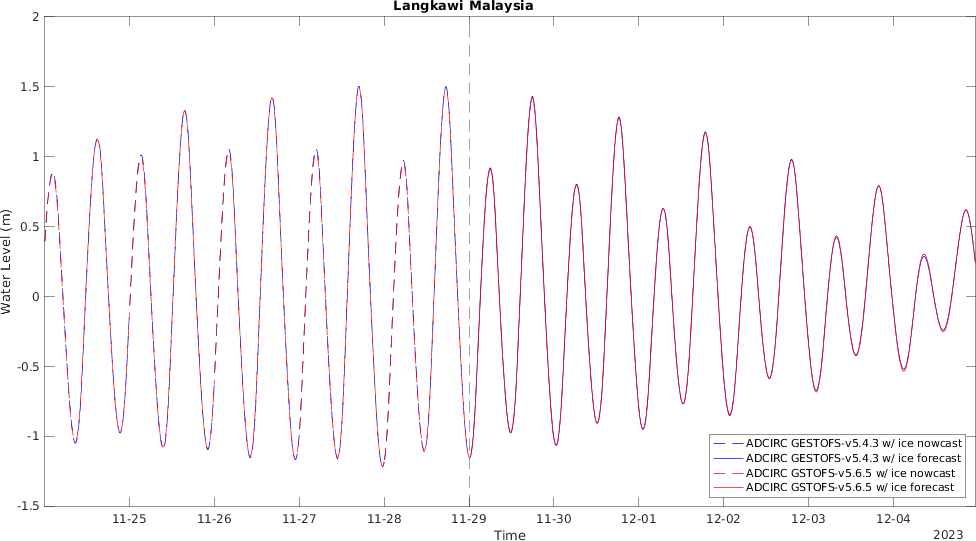 Langkawi Malaysia
2
1.5
1
0.5
0
-0.5
-1
-1.5
Water Level (m)
ADCIRC GESTOFS-v5.4.3 w/ ice nowcast
ADCIRC GESTOFS-v5.4.3 w/ ice forecast
ADCIRC GSTOFS-v5.6.5 w/ ice nowcast
ADCIRC GSTOFS-v5.6.5 w/ ice forecast
11-25 11-26 11-27 11-28 11-29 11-30 12-01 12-02 12-03 12-04
Time
2023